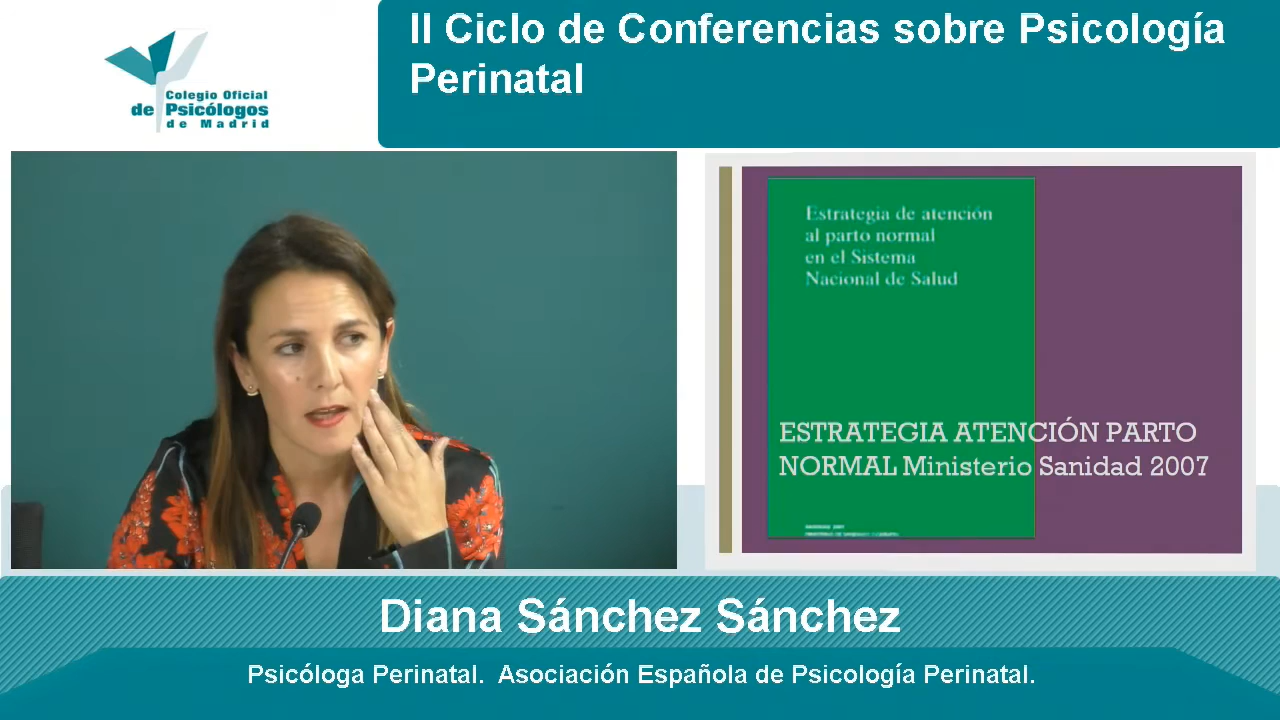 II Ciclo de Conferencias sobre Psicología
Perinatal
Colegio Oficial
de Psicólogos
de Madrid
Estrategia de atención
al parto normal
en el Sistema
Nacional de Salud
ESTRATEGIA ATENCIÓN PARTO
NORMAL Ministerio Sanidad 2007
Diana Sánchez Sánchez
Psicóloga Perinatal. Asociación Española de Psicología Perinatal.